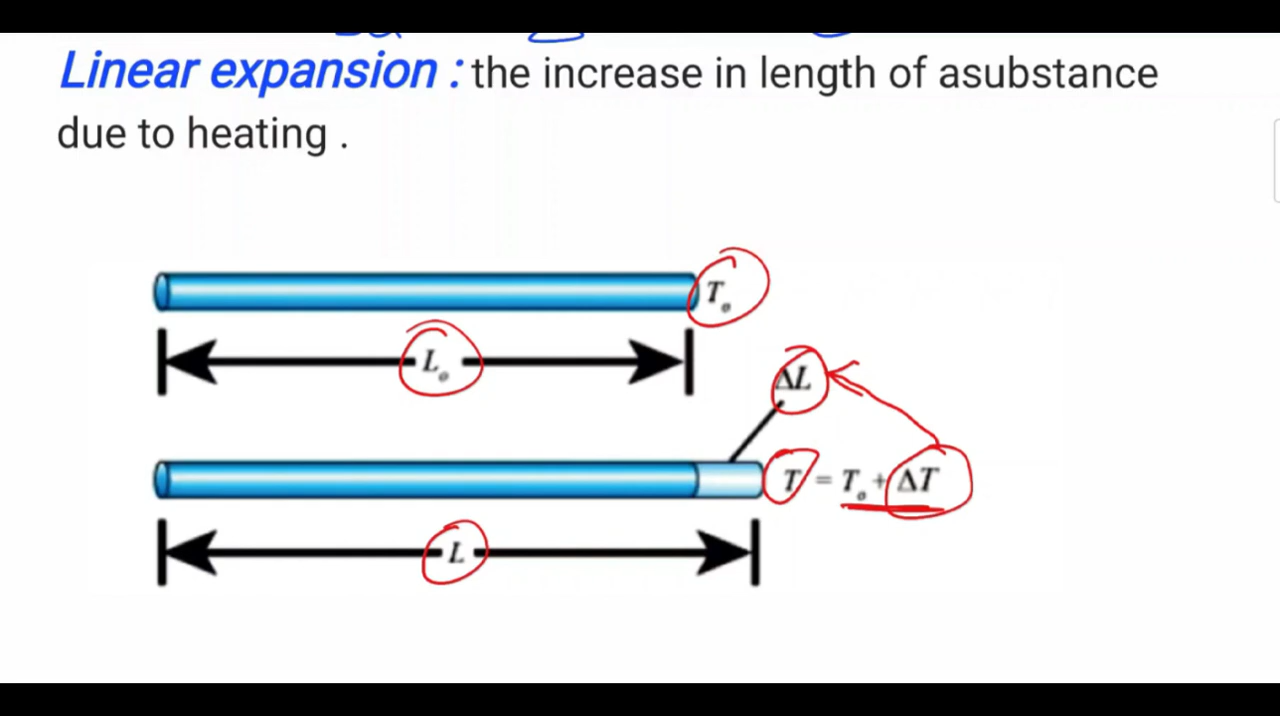 Linear expansion : the increase in length of asubstance
due to heating .
T₀
L₀
ΔL
T = T₀ + ΔT
L